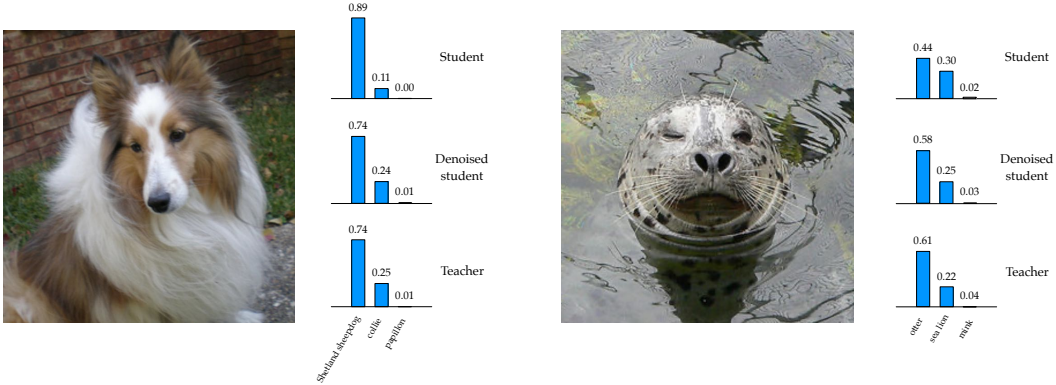 0.89
0.11
0.00
Student
0.74
0.24
0.01
Denoised
student
0.74
0.25
0.01
Teacher
Shetland sheepdog
collie
papillon
0.44
0.30
0.02
Student
0.58
0.25
0.03
Denoised
student
0.61
0.22
0.04
Teacher
otter
sea lion
mink